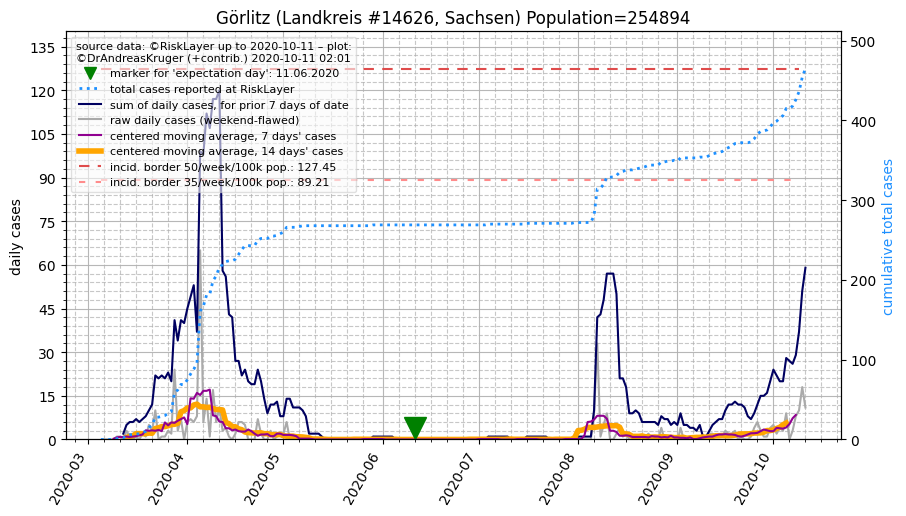 Görlitz (Landkreis #14626, Sachsen) Population=254894
source data: ©RiskLayer up to 2020-10-11 – plot:
©DrAndreasKruger (+contrib.) 2020-10-11 02:01
marker for 'expectation day': 11.06.2020
total cases reported at RiskLayer
sum of daily cases, for prior 7 days of date
raw daily cases (weekend-flawed)
centered moving average, 7 days' cases
centered moving average, 14 days' cases
incid. border 50/week/100k pop.: 127.45
incid. border 35/week/100k pop.: 89.21
daily cases
135
120
105
90
75
60
45
30
15
0
cumulative total cases
500
400
300
200
100
0
2020-03
2020-04
2020-05
2020-06
2020-07
2020-08
2020-09
2020-10